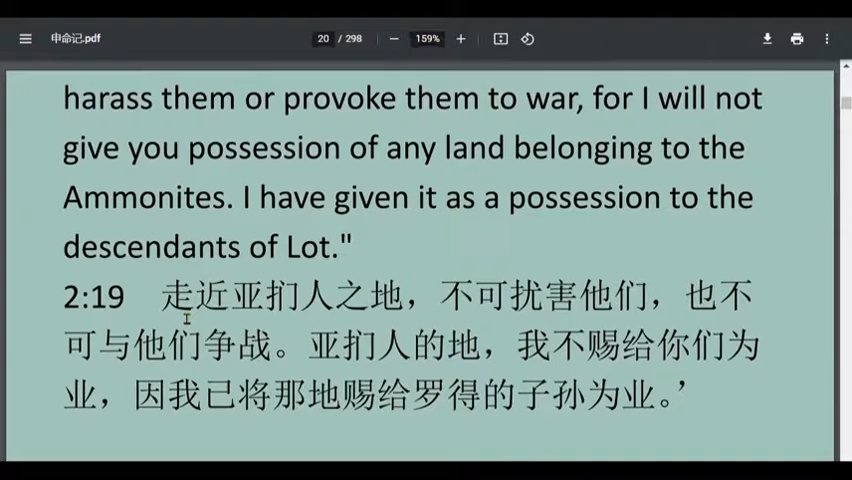 申命记.pdf
20 / 298
159%
harass them or provoke them to war, for I will not
give you possession of any land belonging to the
Ammonites. I have given it as a possession to the
descendants of Lot."
2:19 走近亚扪人之地，不可扰害他们，也不
可与他们争战。亚扪人的地，我不赐给你们为
业，因我已将那地赐给罗得的子孙为业。’